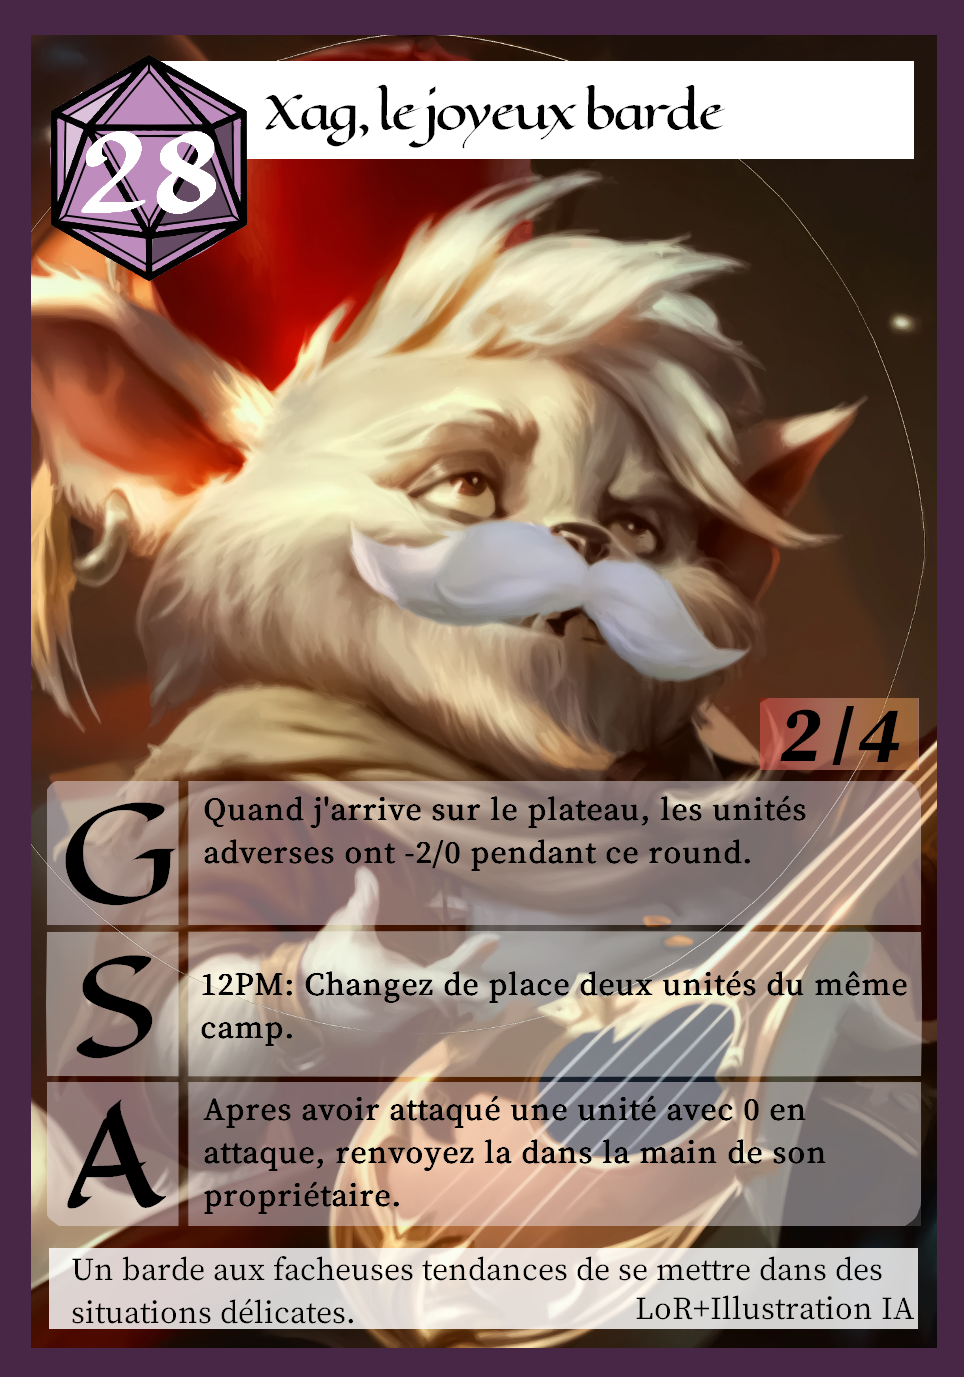 28
Xag, le joyeux barde
2/4
G
Quand j'arrive sur le plateau, les unités
adverses ont -2/0 pendant ce round.
S
12PM: Changez de place deux unités du même
camp.
A
Apres avoir attaqué une unité avec 0 en
attaque, renvoyez la dans la main de son
propriétaire.
Un barde aux facheuses tendances de se mettre dans des
situations délicates.
LoR+Illustration IA